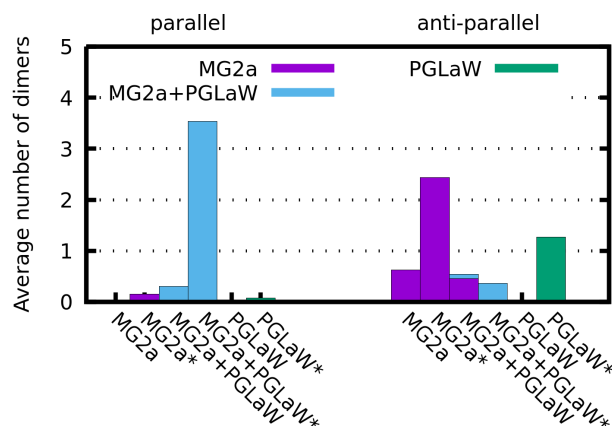 parallel anti-parallel
Average number of dimers
5
4
3
2
1
0
MG2a
MG2a+PGLaW
PGLaW
MG2a
MG2a*
MG2a+PGLaW
MG2a+PGLaW*
PGLaW
PGLaW*
MG2a
MG2a*
MG2a+PGLaW
MG2a+PGLaW*
PGLaW
PGLaW*